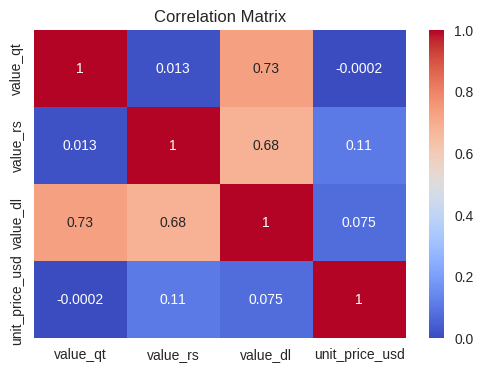 Correlation Matrix
value_qt
1
0.013
0.73
-0.0002
value_rs
0.013
1
0.68
0.11
value_dl
0.73
0.68
1
0.075
unit_price_usd
-0.0002
0.11
0.075
1
value_qt
value_rs
value_dl
unit_price_usd
1.0
0.8
0.6
0.4
0.2
0.0